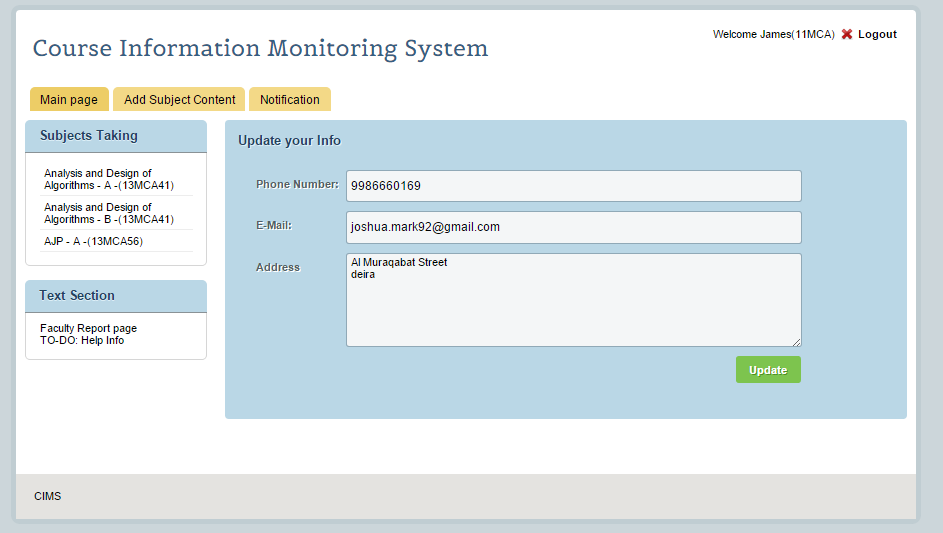 Course Information Monitoring System
Welcome James(11MCA) Logout
Main page
Add Subject Content
Notification
Subjects Taking
Analysis and Design of
Algorithms - A -(13MCA41)
Analysis and Design of
Algorithms - B -(13MCA41)
AJP - A -(13MCA56)
Text Section
Faculty Report page
TO-DO: Help Info
Update your Info
Phone Number: 9986660169
E-Mail: joshua.mark92@gmail.com
Address Al Muraqabat Street
deira
Update
CIMS